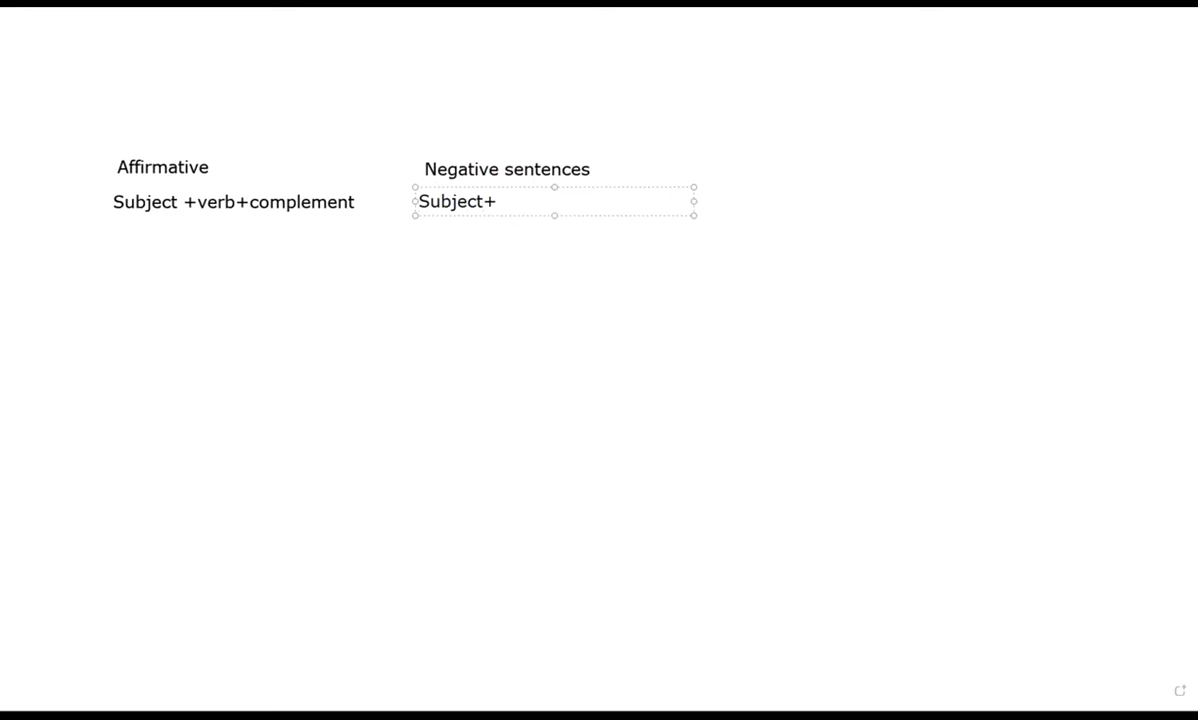 Affirmative
Negative sentences
Subject +verb+complement
Subject+